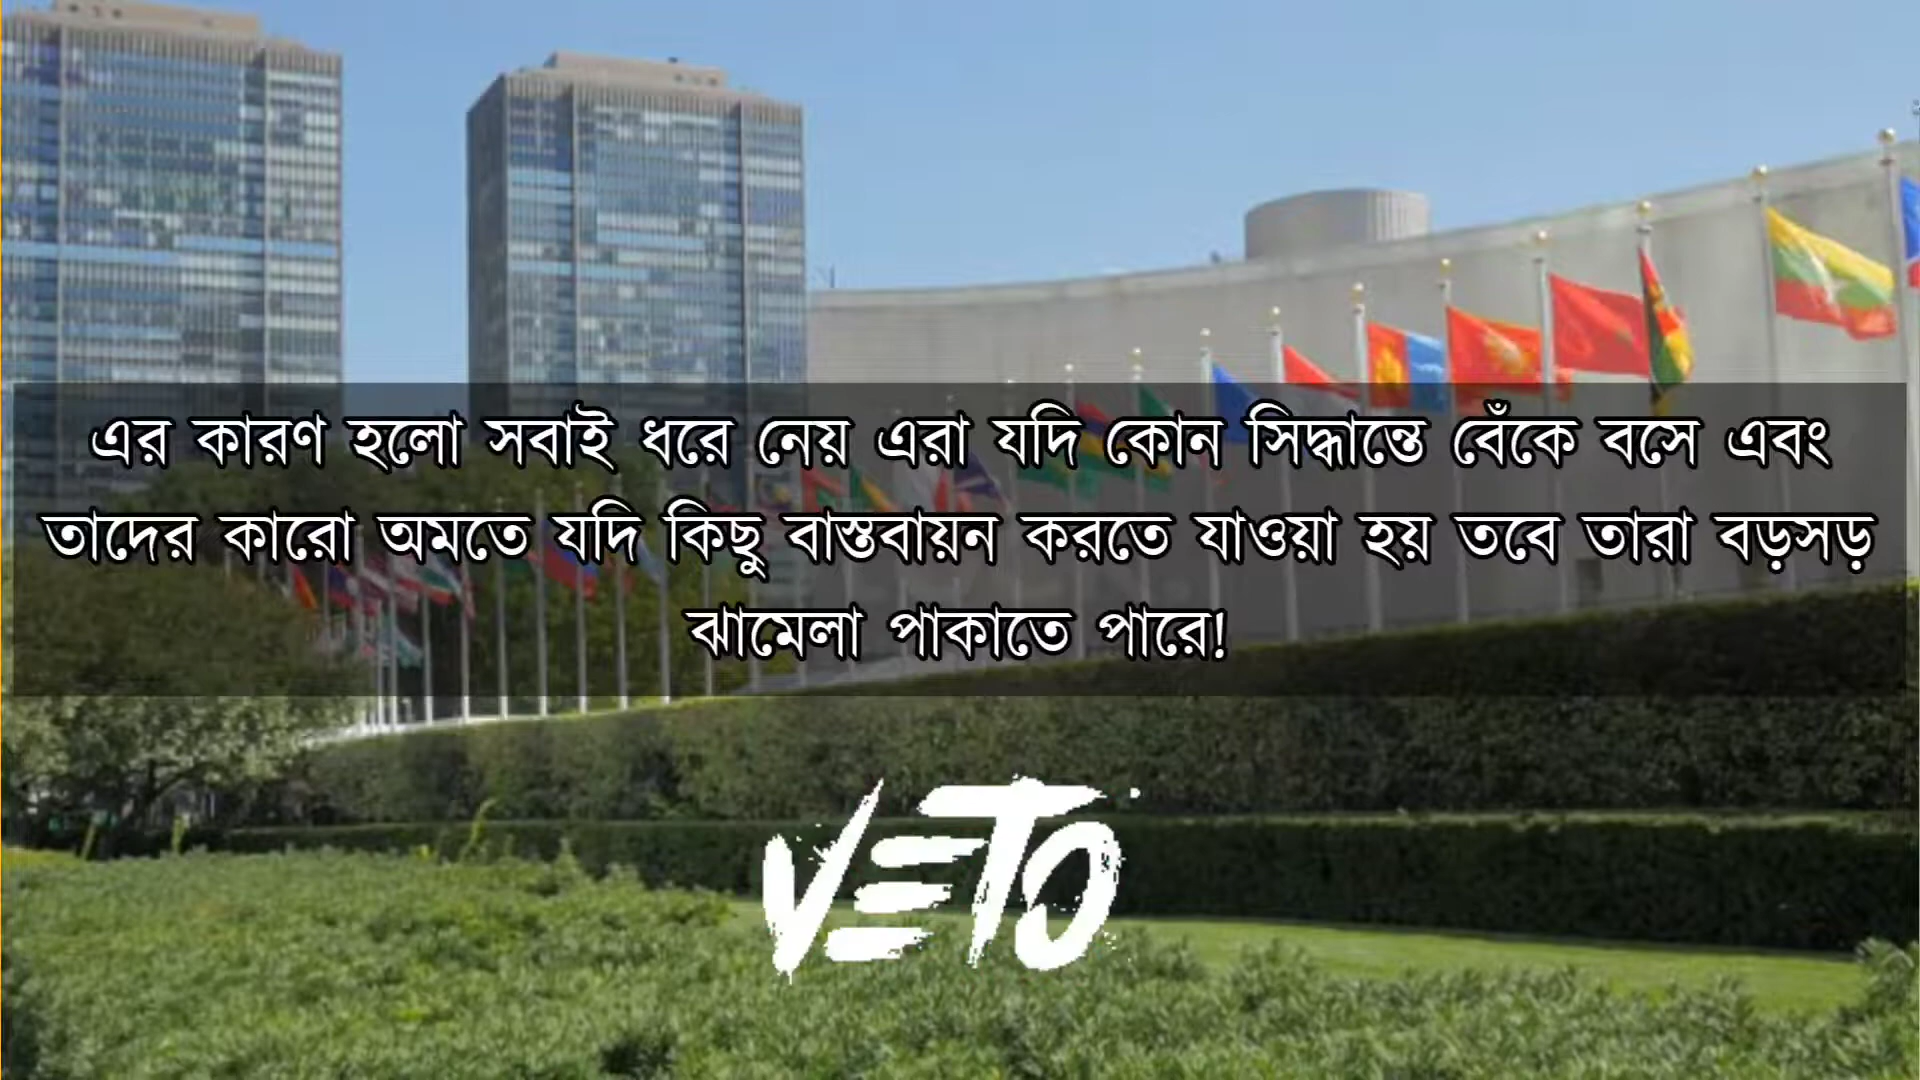 এর কারণ হলো সবাই ধরে নেয় এরা যদি কোন সিদ্ধান্তে বেঁকে বসে এবং
তাদের কারো অমতে যদি কিছু বাস্তবায়ন করতে যাওয়া হয় তবে তারা বড়সড়
ঝামেলা পাকাতে পারে!
VETO